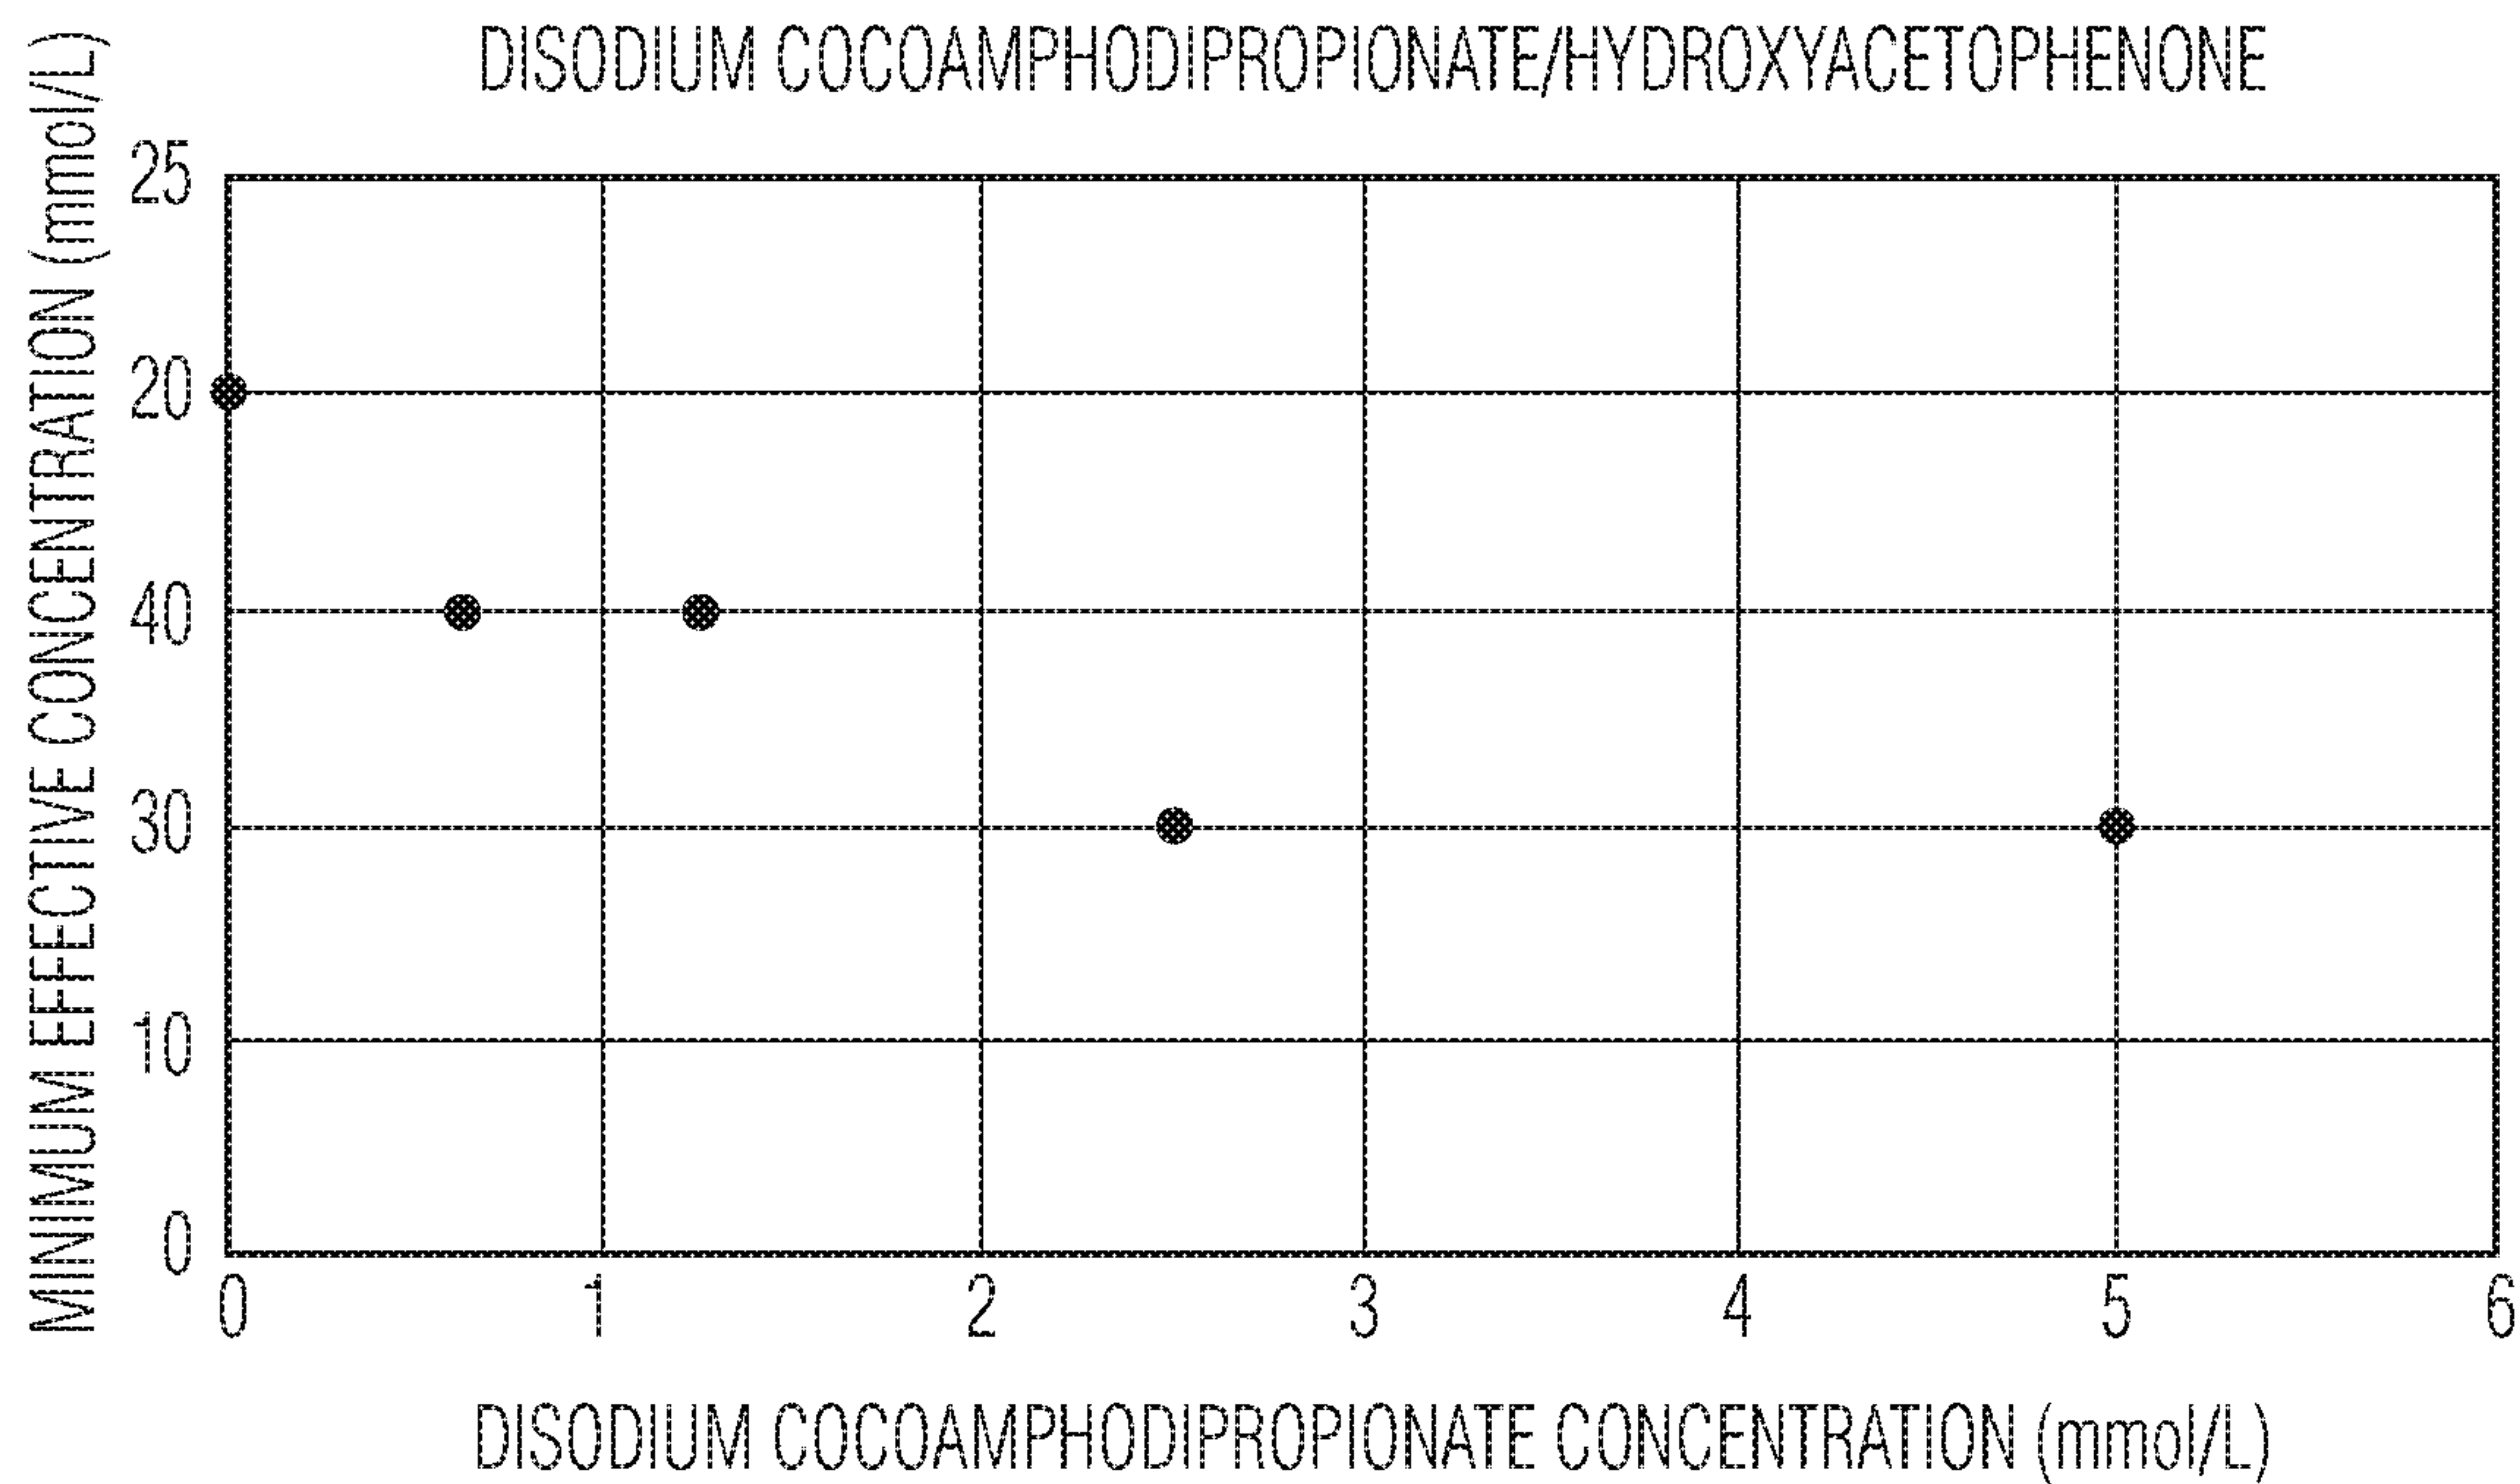 DISODIUM COCOAMPHODIPROPIONATE/HYDROXYACETOPHENONE
MINIMUM EFFECTIVE CONCENTRATION (mmol/L)
25
20
40
30
10
0
0 1 2 3 4 5 6
DISODIUM COCOAMPHODIPROPIONATE CONCENTRATION (mmol/L)